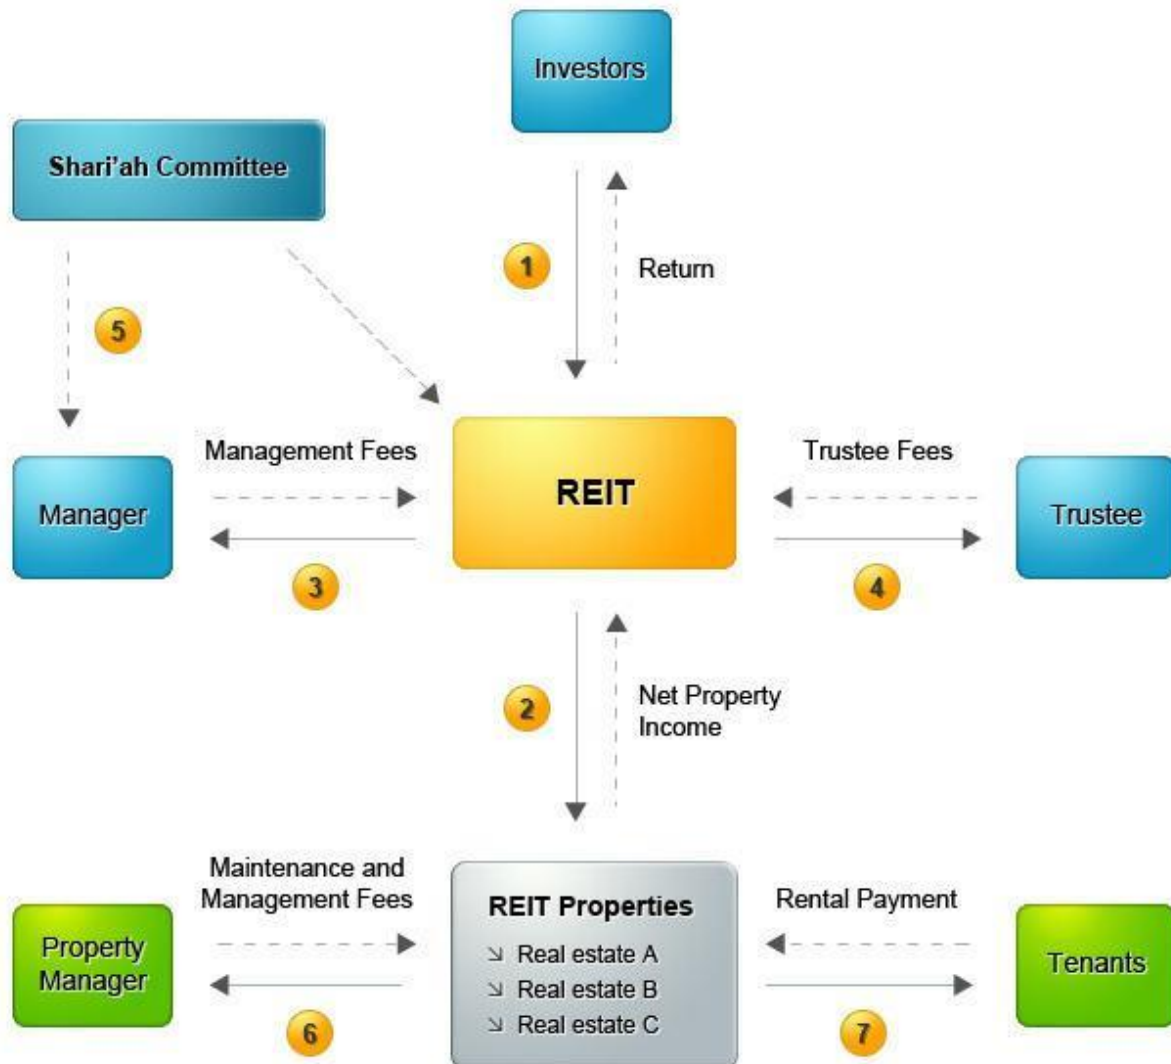 Investors
Shari'ah Committee
1
Return
5
Management Fees
Trustee Fees
Manager
REIT
Trustee
3
4
2
Net Property
Income
Maintenance and
Management Fees
REIT Properties
Rental Payment
Property
Manager
Real estate A
Real estate B
Real estate C
Tenants
6
7